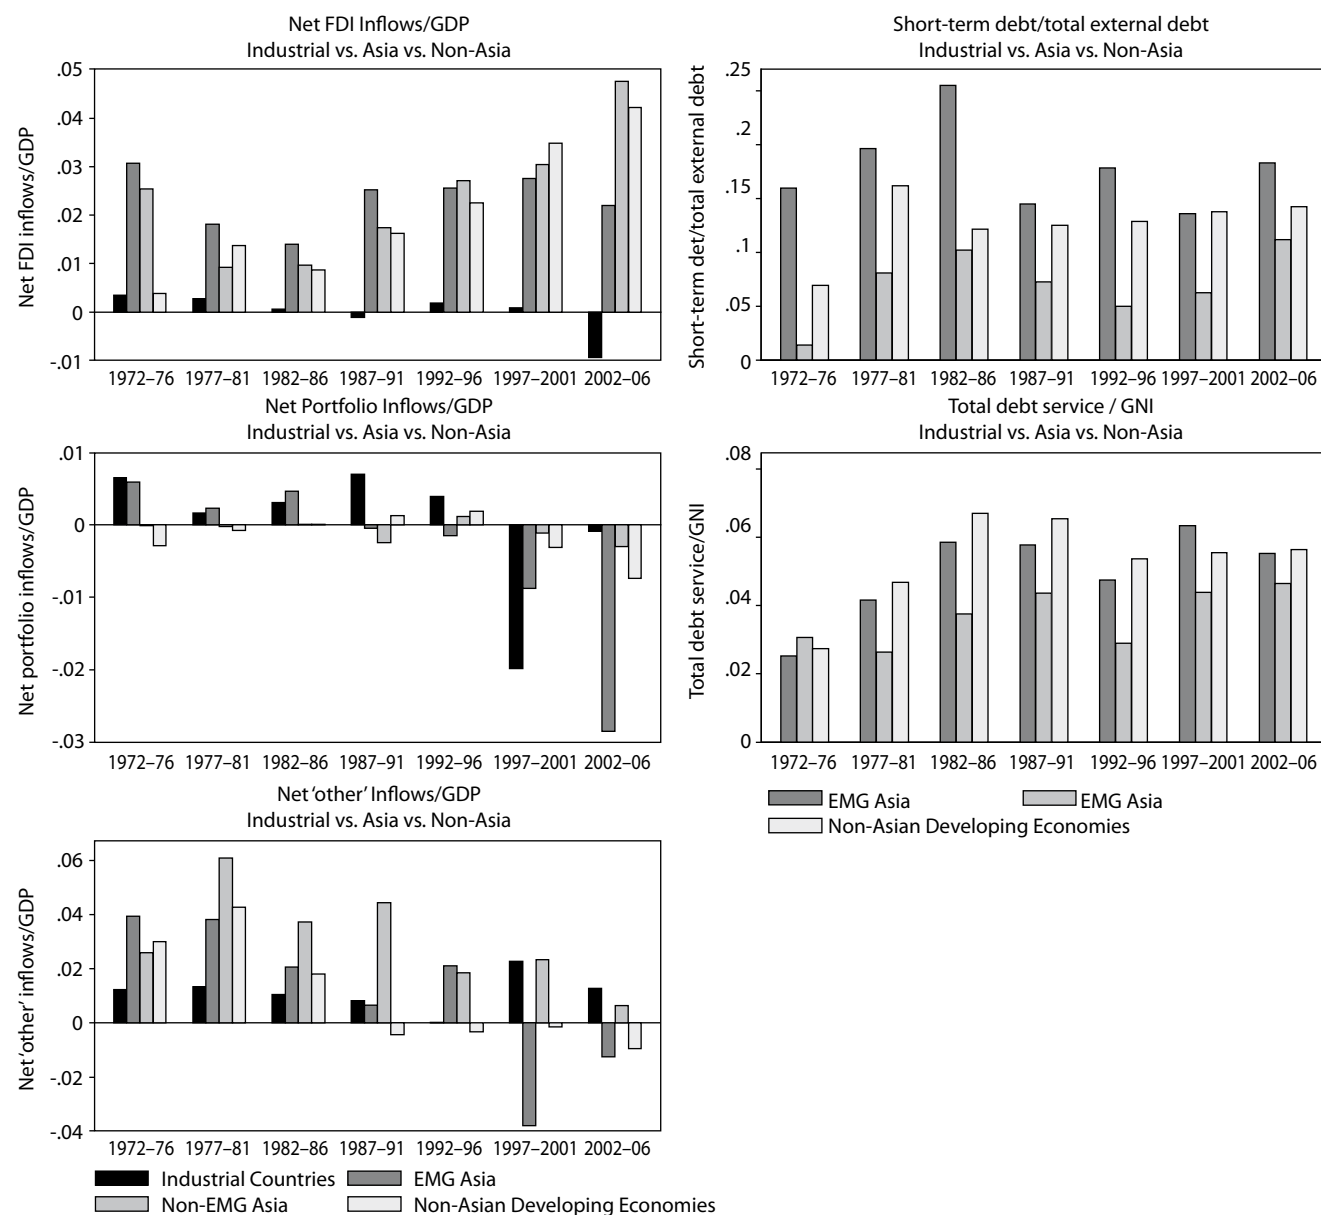 Net FDI Inflows/GDP
Industrial vs. Asia vs. Non-Asia
Net FDI inflows/GDP
.05
.04
.03
.02
.01
0
-.01
1972–76 1977–81 1982–86 1987–91 1992–96 1997–2001 2002–06
Short-term debt/total external debt
Industrial vs. Asia vs. Non-Asia
Short-term det/total external debt
.25
.2
.15
.1
.05
0
1972–76 1977–81 1982–86 1987–91 1992–96 1997–2001 2002–06
Net Portfolio Inflows/GDP
Industrial vs. Asia vs. Non-Asia
Net portfolio inflows/GDP
.01
0
-.01
-.02
-.03
1972–76 1977–81 1982–86 1987–91 1992–96 1997–2001 2002–06
Total debt service / GNI
Industrial vs. Asia vs. Non-Asia
Total debt service/GNI
.08
.06
.04
.02
0
1972–76 1977–81 1982–86 1987–91 1992–96 1997–2001 2002–06
EMG Asia EMG Asia
Non-Asian Developing Economies
Net ‘other’ Inflows/GDP
Industrial vs. Asia vs. Non-Asia
Net ‘other’ inflows/GDP
.06
.04
.02
0
-.02
-.04
1972–76 1977–81 1982–86 1987–91 1992–96 1997–2001 2002–06
Industrial Countries EMG Asia
Non-EMG Asia Non-Asian Developing Economies